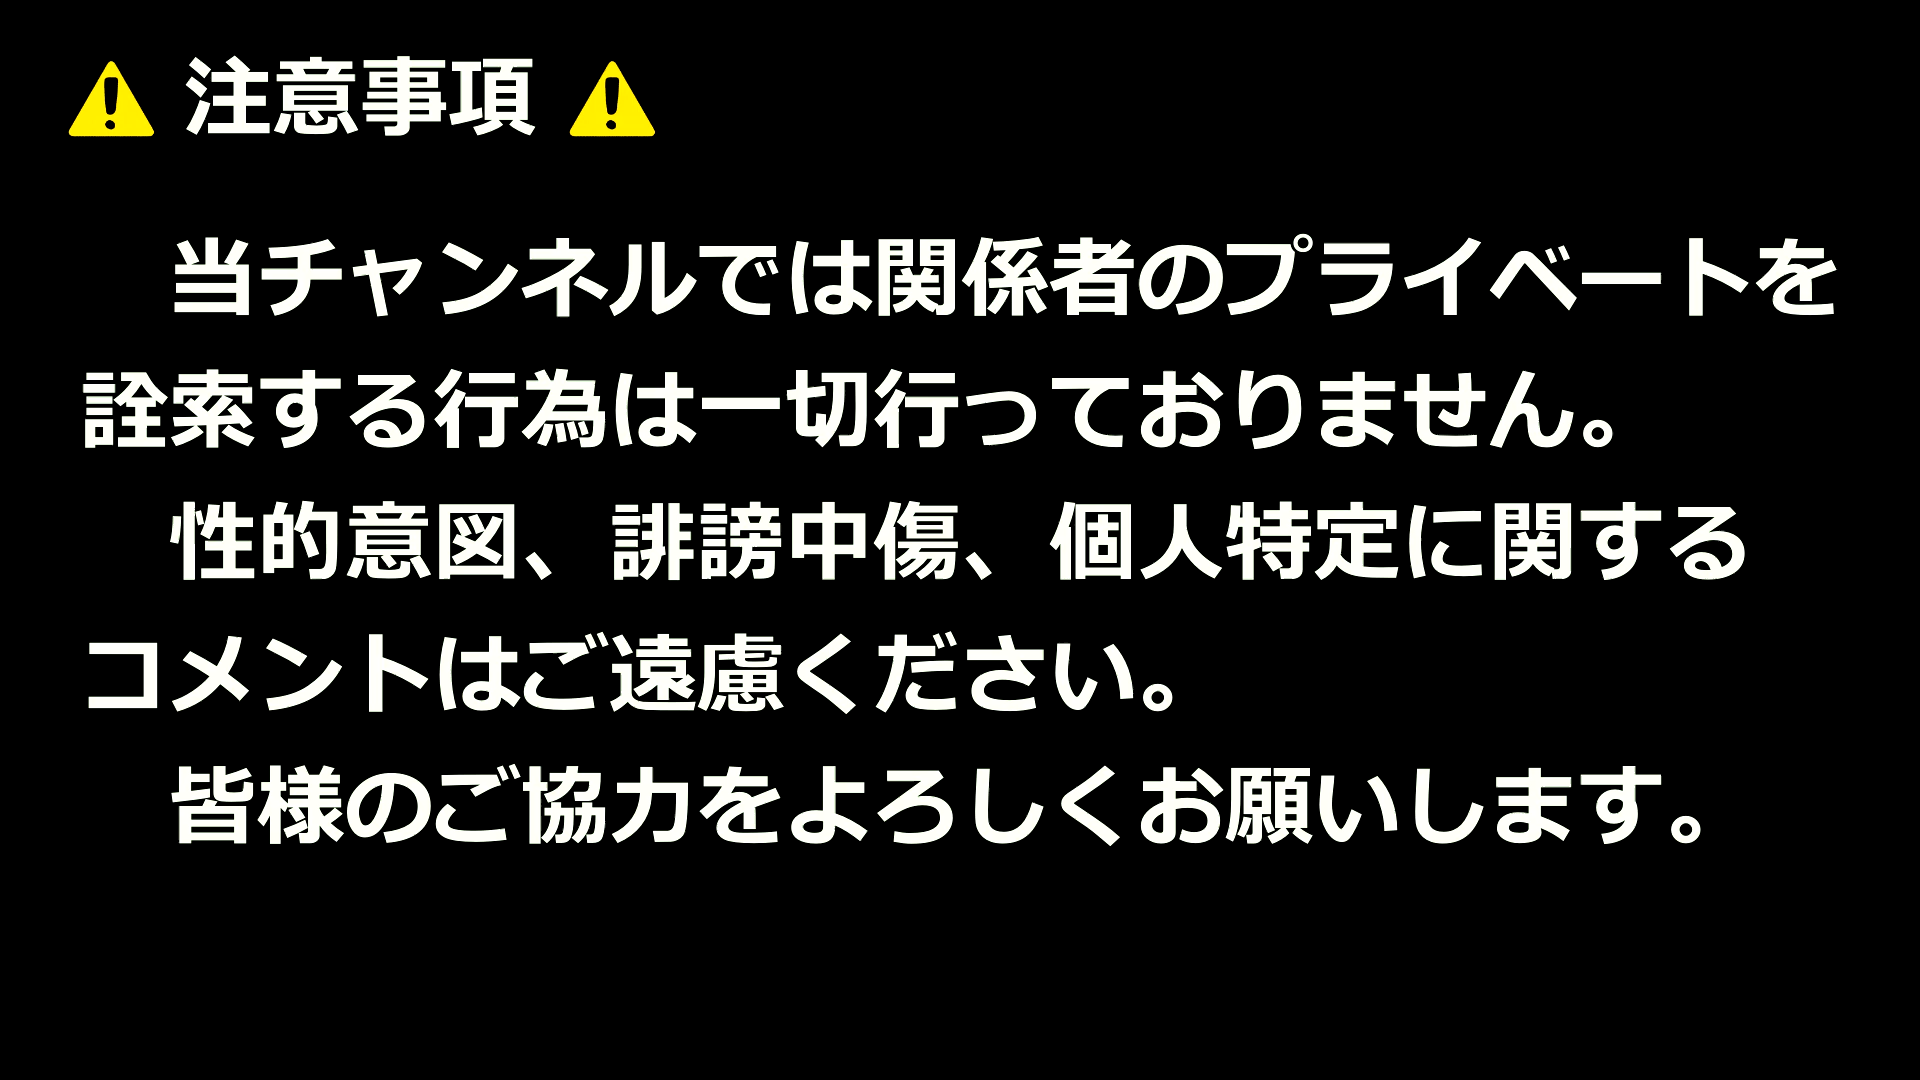 ⚠ 注意事項 ⚠
当チャンネルでは関係者のプライベートを
詮索する行為は一切行っておりません。
性的意図、誹謗中傷、個人特定に関する
コメントはご遠慮ください。
皆様のご協力をよろしくお願いします。